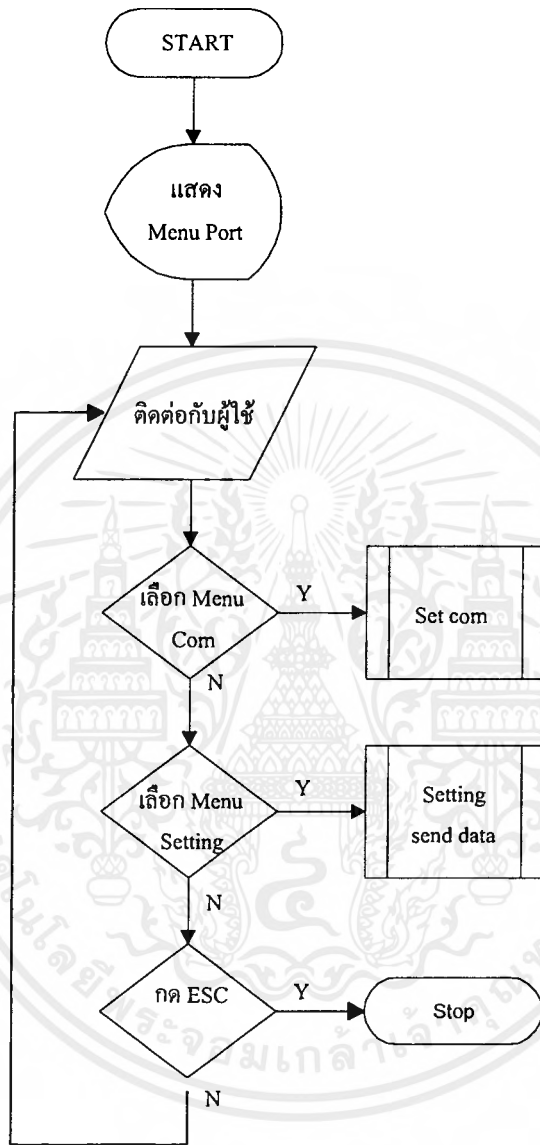 START
แสดง
Menu Port
ติดต่อกับผู้ใช้
เลือก Menu
Com
Y
Set com
N
เลือก Menu
Setting
Y
Setting
send data
N
กด ESC
Y
Stop
N